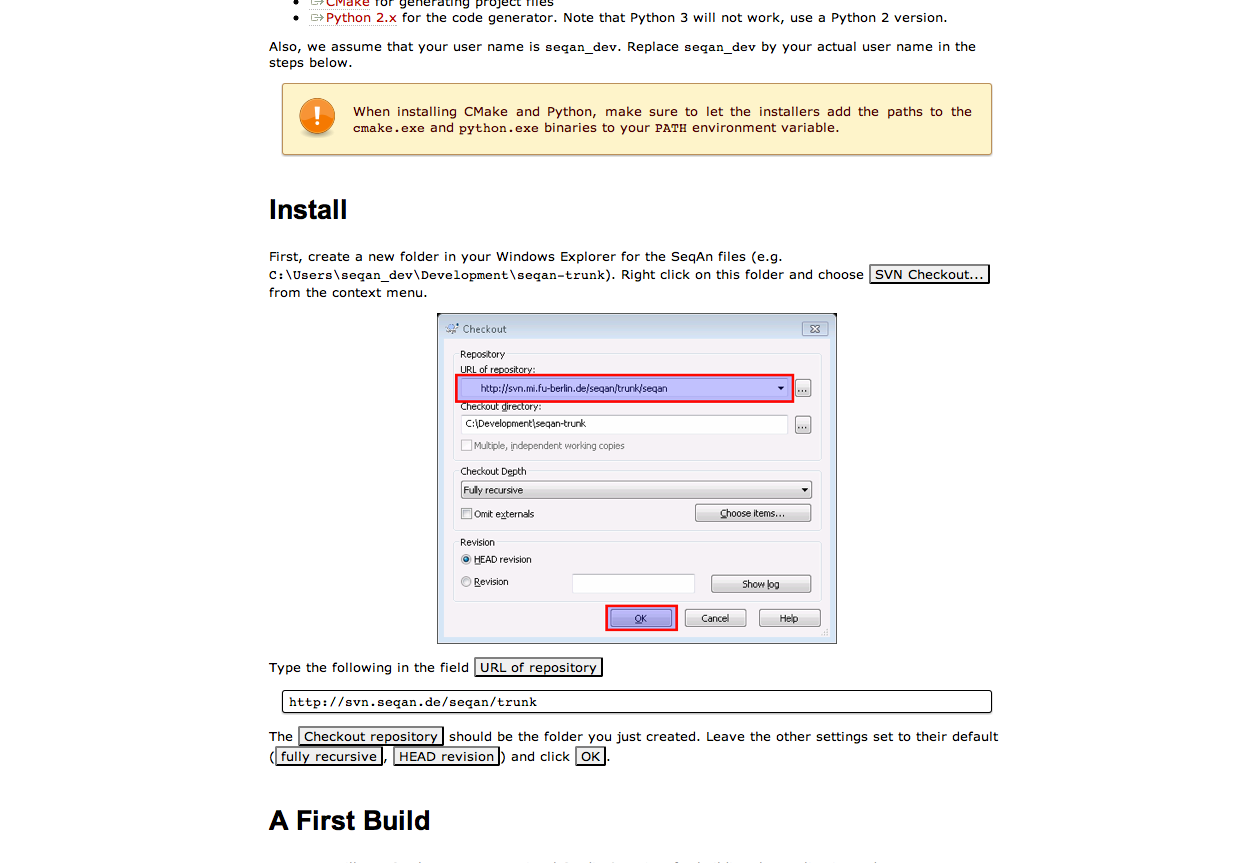 CMake for generating project files
Python 2.x for the code generator. Note that Python 3 will not work, use a Python 2 version.
Also, we assume that your user name is seqan_dev. Replace seqan_dev by your actual user name in the
steps below.
When installing CMake and Python, make sure to let the installers add the paths to the
cmake.exe and python.exe binaries to your PATH environment variable.
Install
First, create a new folder in your Windows Explorer for the SeqAn files (e.g.
C:\Users\seqan_dev\Development\seqan-trunk). Right click on this folder and choose SVN Checkout...
from the context menu.
Checkout
Repository
URL of repository:
http://svn.mi.fu-berlin.de/seqan/trunk/seqan
...
Checkout directory:
C:\Development\seqan-trunk
...
Multiple, independent working copies
Checkout Depth
Fully recursive
Omit externals
Choose items...
Revision
HEAD revision
Revision
Show log
OK
Cancel
Help
Type the following in the field URL of repository
http://svn.seqan.de/seqan/trunk
The Checkout repository should be the folder you just created. Leave the other settings set to their default
(fully recursive, HEAD revision) and click OK.
A First Build